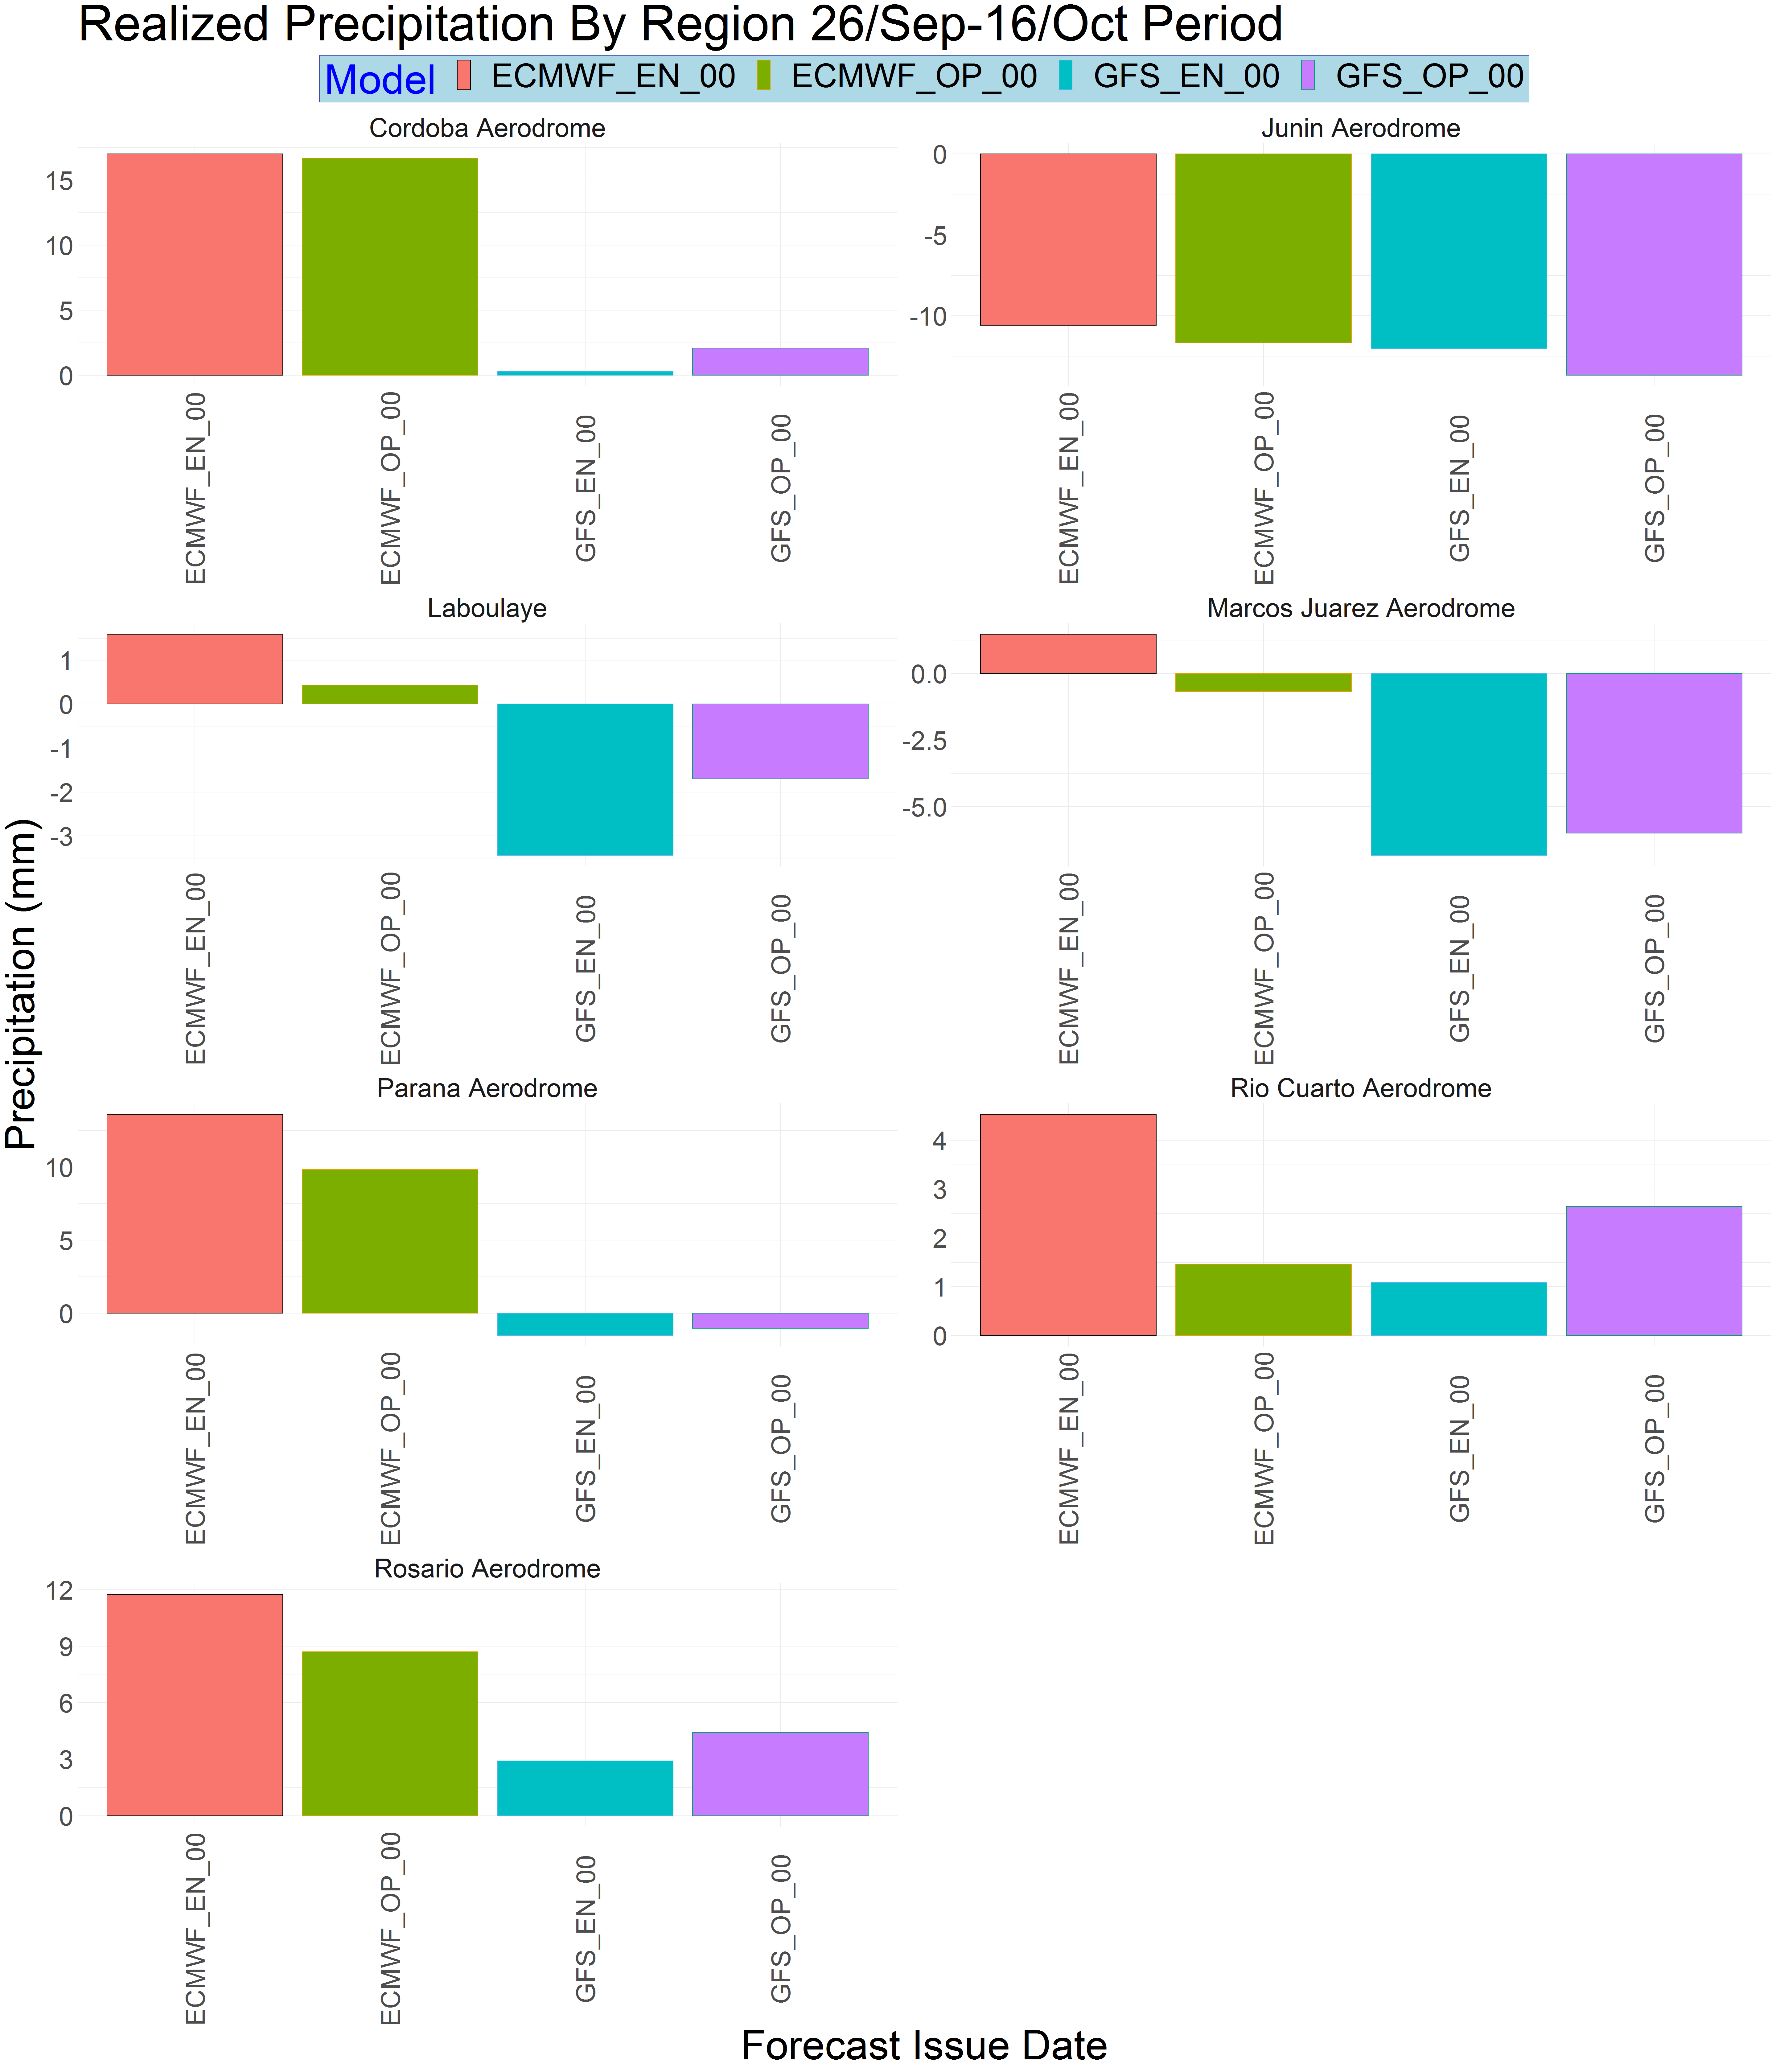 Realized Precipitation By Region 26/Sep-16/Oct Period
Model ECMWF_EN_00 ECMWF_OP_00 GFS_EN_00 GFS_OP_00
Precipitation (mm)
Cordoba Aerodrome
15
10
5
0
ECMWF_EN_00
ECMWF_OP_00
GFS_EN_00
GFS_OP_00
Junin Aerodrome
0
-5
-10
ECMWF_EN_00
ECMWF_OP_00
GFS_EN_00
GFS_OP_00
Laboulaye
1
0
-1
-2
-3
ECMWF_EN_00
ECMWF_OP_00
GFS_EN_00
GFS_OP_00
Marcos Juarez Aerodrome
0.0
-2.5
-5.0
ECMWF_EN_00
ECMWF_OP_00
GFS_EN_00
GFS_OP_00
Parana Aerodrome
10
5
0
ECMWF_EN_00
ECMWF_OP_00
GFS_EN_00
GFS_OP_00
Rio Cuarto Aerodrome
4
3
2
1
0
ECMWF_EN_00
ECMWF_OP_00
GFS_EN_00
GFS_OP_00
Rosario Aerodrome
12
9
6
3
0
ECMWF_EN_00
ECMWF_OP_00
GFS_EN_00
GFS_OP_00
Forecast Issue Date